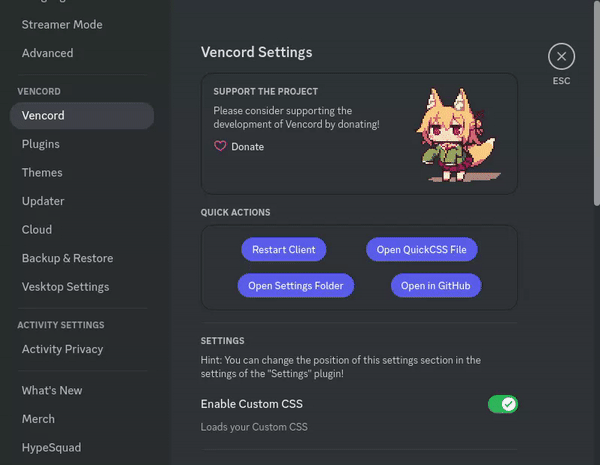 Streamer Mode
Advanced
VENCORD
Vencord
Plugins
Themes
Updater
Cloud
Backup & Restore
Vesktop Settings
ACTIVITY SETTINGS
Activity Privacy
What's New
Merch
HypeSquad
Vencord Settings
ESC
SUPPORT THE PROJECT
Please consider supporting the
development of Vencord by donating!
Donate
QUICK ACTIONS
Restart Client
Open QuickCSS File
Open Settings Folder
Open in GitHub
SETTINGS
Hint: You can change the position of this settings section in the
settings of the "Settings" plugin!
Enable Custom CSS
Loads your Custom CSS